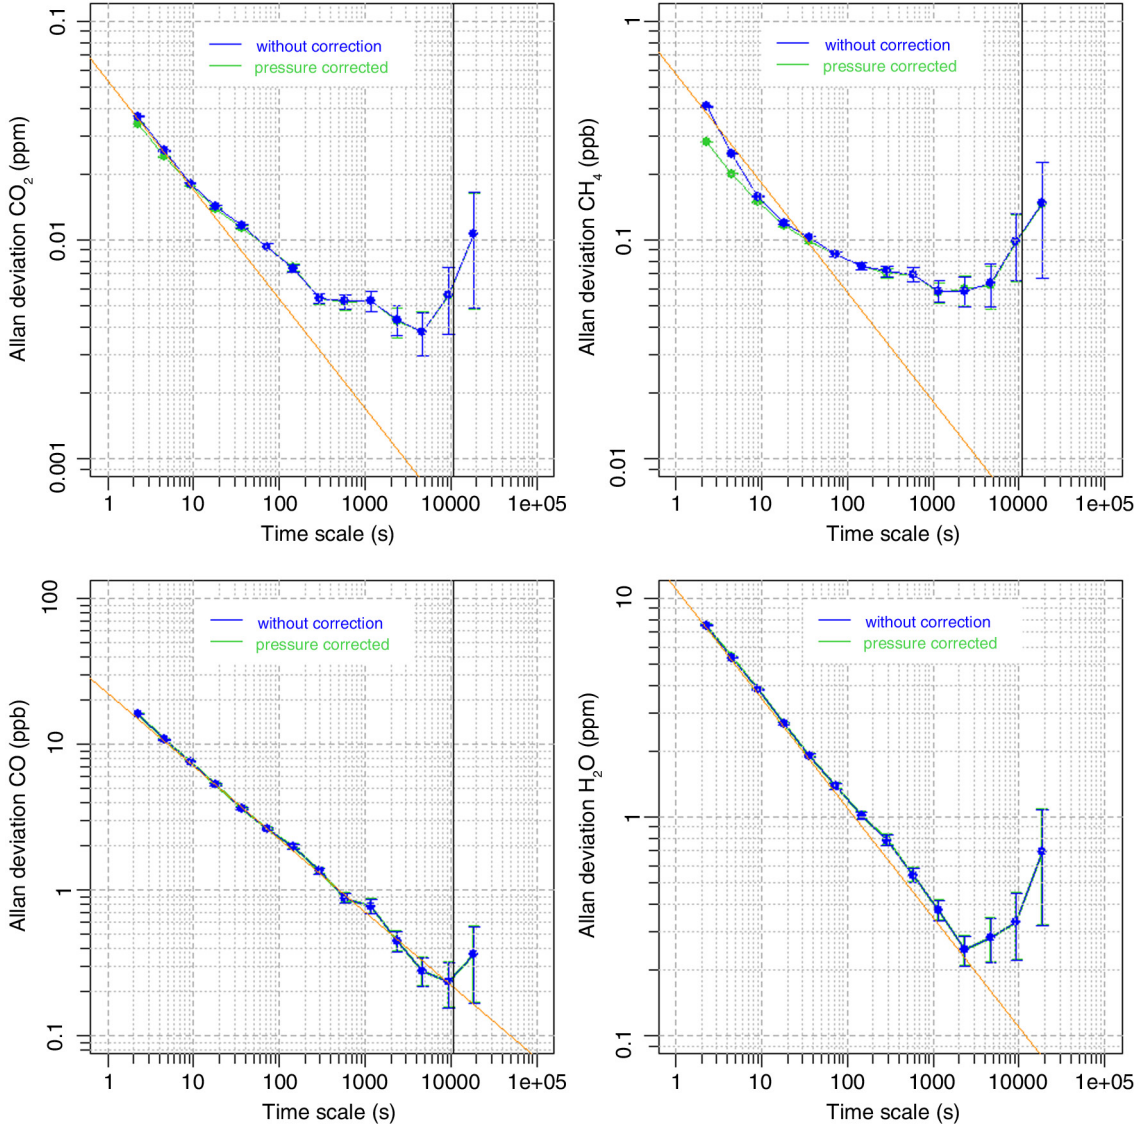 without correction
pressure corrected
Allan deviation CO2 (ppm)
0.1
0.01
0.001
1 10 100 1000 10000 1e+05
Time scale (s)
without correction
pressure corrected
Allan deviation CH4 (ppb)
1
0.1
0.01
1 10 100 1000 10000 1e+05
Time scale (s)
without correction
pressure corrected
Allan deviation CO (ppb)
100
10
1
0.1
1 10 100 1000 10000 1e+05
Time scale (s)
without correction
pressure corrected
Allan deviation H2O (ppm)
10
1
0.1
1 10 100 1000 10000 1e+05
Time scale (s)